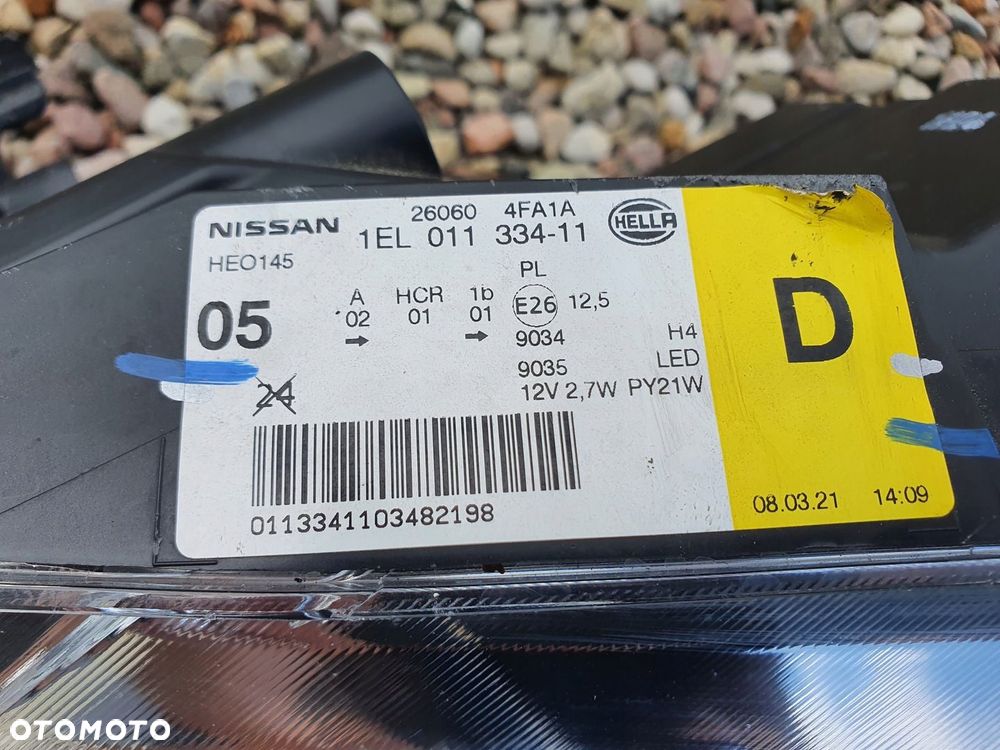 NISSAN 26060 4FA1A HELLA
1EL 011 334-11
HEO145
PL
05 A HCR 1b E26 12,5
02 01 01
9034 H4
9035 LED
24 12V 2,7W PY21W
D
0113341103482198
08.03.21 14:09
OTOMOTO